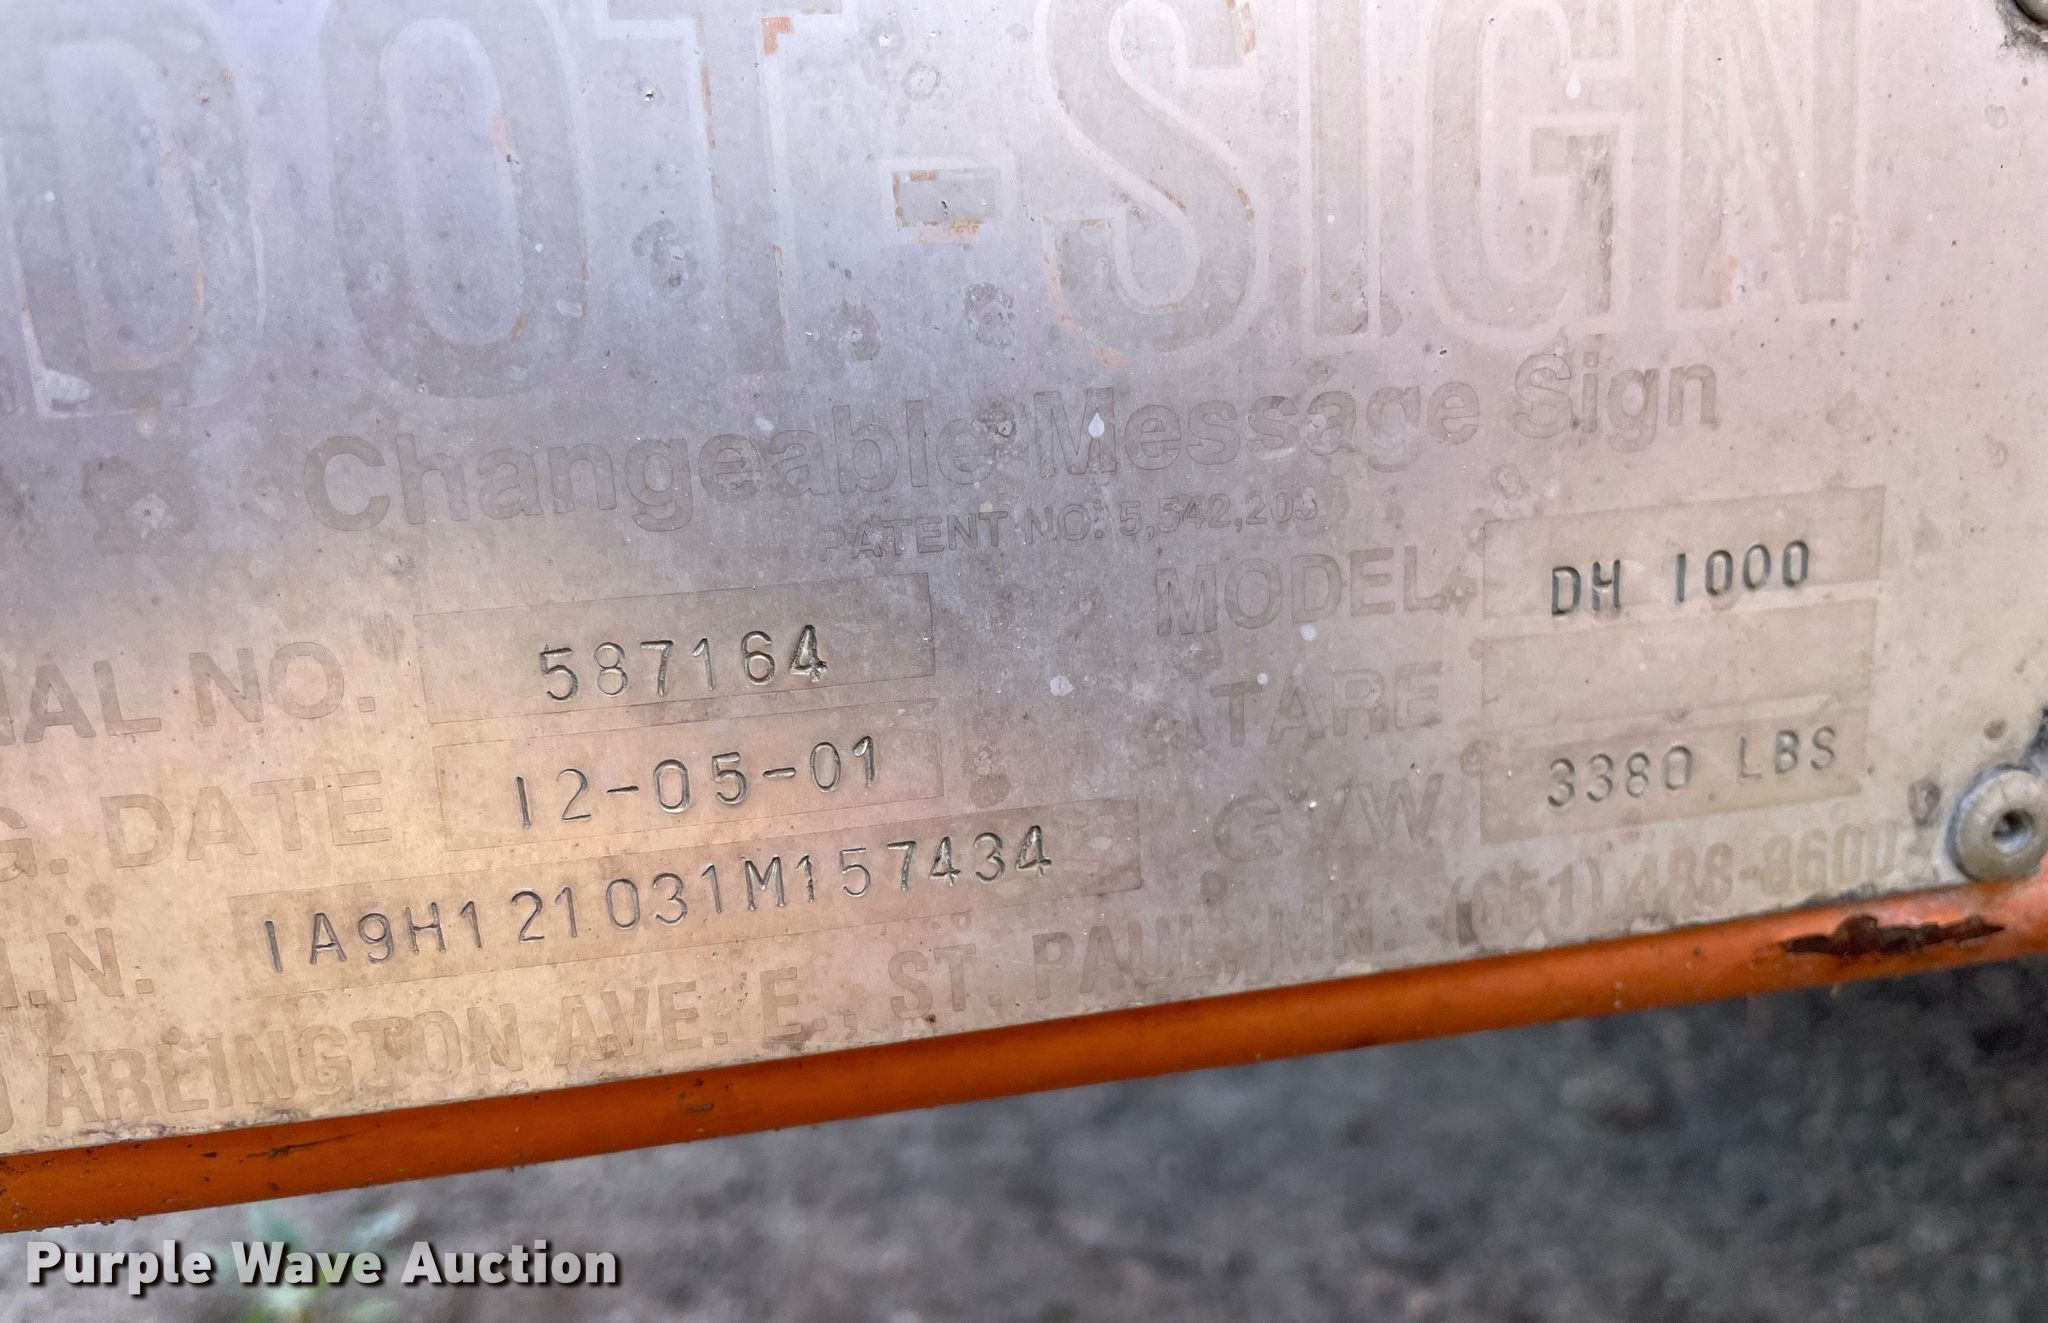 DOT-SIGN
Changeable Message Sign
PATENT NO. 5,542,203
MODEL DH 1000
NAL NO. 587164
TARE
G. DATE 12-05-01
GVW 3380 LBS
I.N. 1A9H121031M157434
ARLINGTON AVE. E., ST. PAUL, MN. (651) 488-8600
Purple Wave Auction